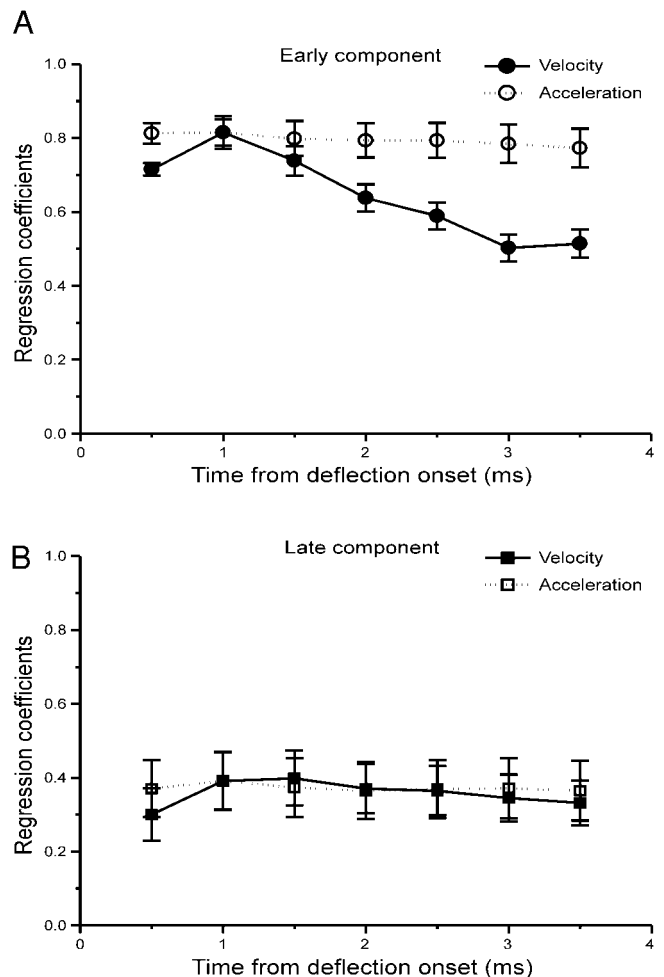 A
Early component
Velocity
Acceleration
Regression coefficients
1.0
0.8
0.6
0.4
0.2
0.0
0 1 2 3 4
Time from deflection onset (ms)
B
Late component
Velocity
Acceleration
Regression coefficients
1.0
0.8
0.6
0.4
0.2
0.0
0 1 2 3 4
Time from deflection onset (ms)